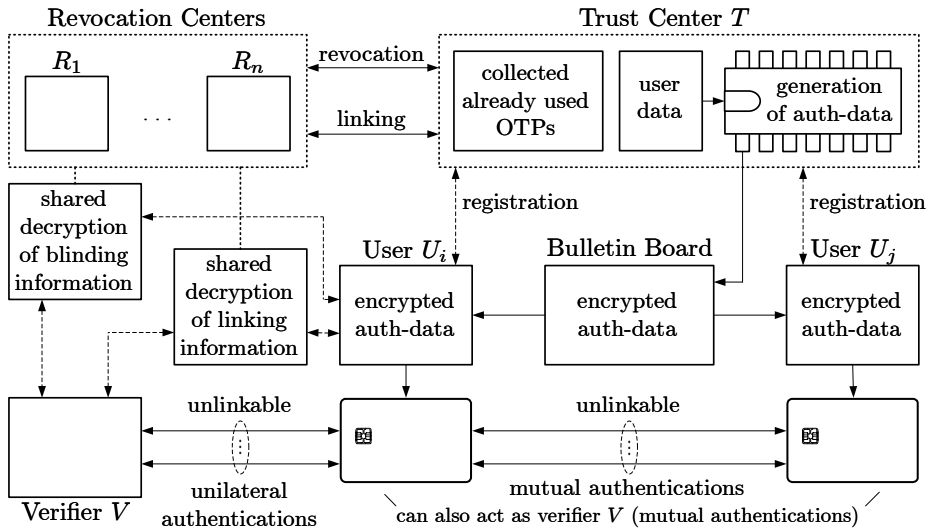 Revocation Centers
Trust Center T
R1
Rn
. . .
revocation
linking
collected
already used
OTPs
user
data
generation
of auth-data
shared
decryption
of blinding
information
registration
registration
shared
decryption
of linking
information
User Ui
encrypted
auth-data
Bulletin Board
encrypted
auth-data
User Uj
encrypted
auth-data
unlinkable
unilateral
authentications
Verifier V
unlinkable
mutual authentications
can also act as verifier V (mutual authentications)